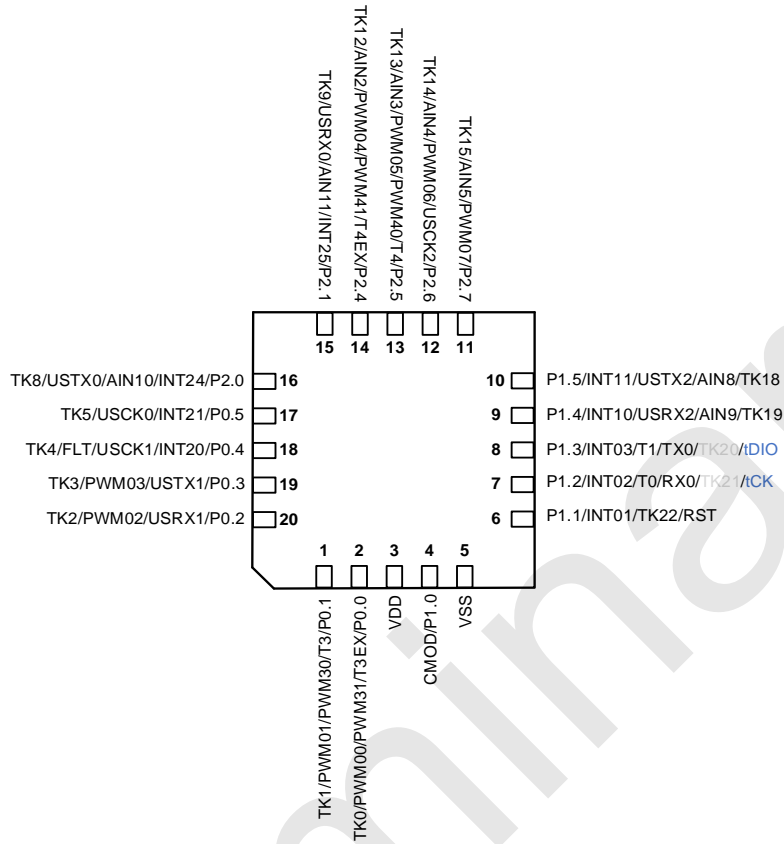 TK9/USRX0/AIN11/INT25/P2.1
TK12/AIN2/PWM04/PWM41/T4EX/P2.4
TK13/AIN3/PWM05/PWM40/T4/P2.5
TK14/AIN4/PWM06/USCK2/P2.6
TK15/AIN5/PWM07/P2.7
15 14 13 12 11
TK8/USTX0/AIN10/INT24/P2.0 16
10 P1.5/INT11/USTX2/AIN8/TK18
TK5/USCK0/INT21/P0.5 17
9 P1.4/INT10/USRX2/AIN9/TK19
TK4/FLT/USCK1/INT20/P0.4 18
8 P1.3/INT03/T1/TX0/TK20/tDIO
TK3/PWM03/USTX1/P0.3 19
7 P1.2/INT02/T0/RX0/TK21/tCK
TK2/PWM02/USRX1/P0.2 20
6 P1.1/INT01/TK22/RST
1 2 3 4 5
TK1/PWM01/PWM30/T3/P0.1
TK0/PWM00/PWM31/T3EX/P0.0
VDD
CMOD/P1.0
VSS